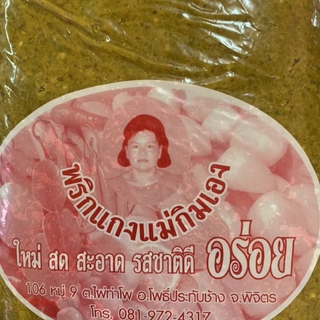 พริกแกงแม่กิมเฮง
ใหม่ สด สะอาด รสชาติดี อร่อย
106 หมู่ 9 ต.ไผ่ท่าโพ อ.โพธิ์ประทับช้าง จ.พิจิตร
โทร. 081-972-4317